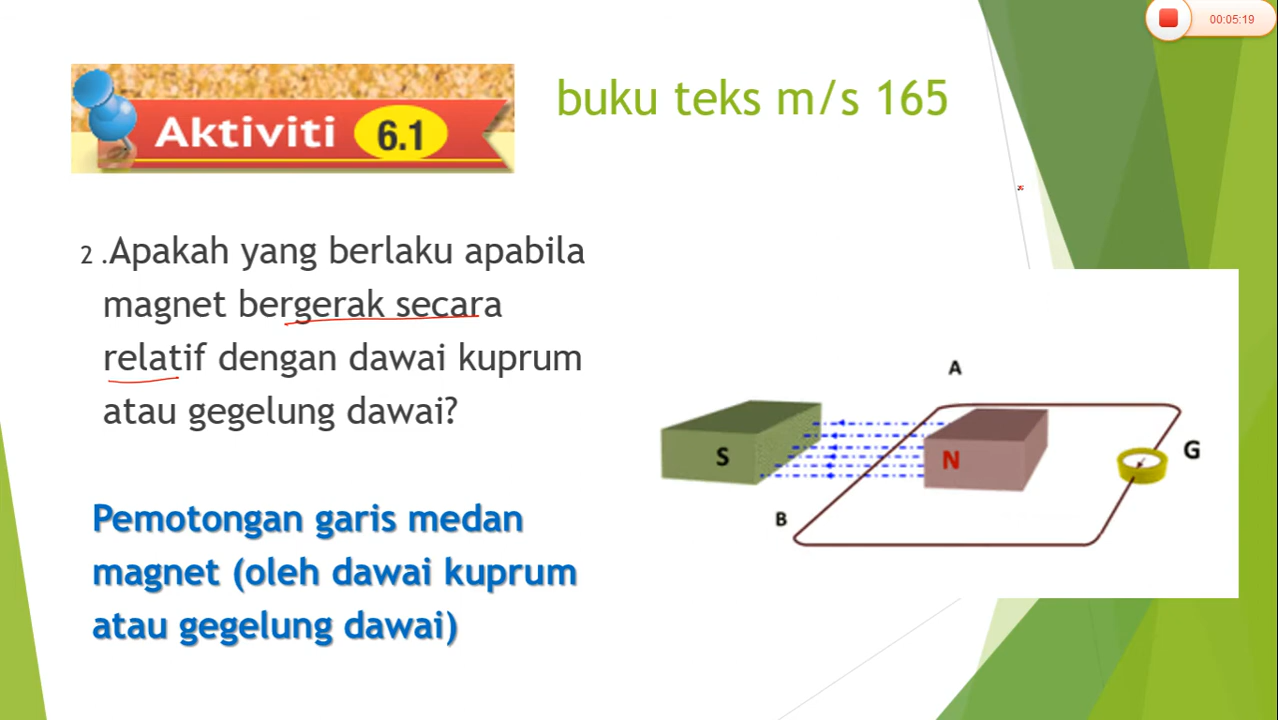 00:05:19
Aktiviti 6.1
buku teks m/s 165
2 .Apakah yang berlaku apabila
magnet bergerak secara
relatif dengan dawai kuprum
atau gegelung dawai?
Pemotongan garis medan
magnet (oleh dawai kuprum
atau gegelung dawai)
A
S
N
G
B